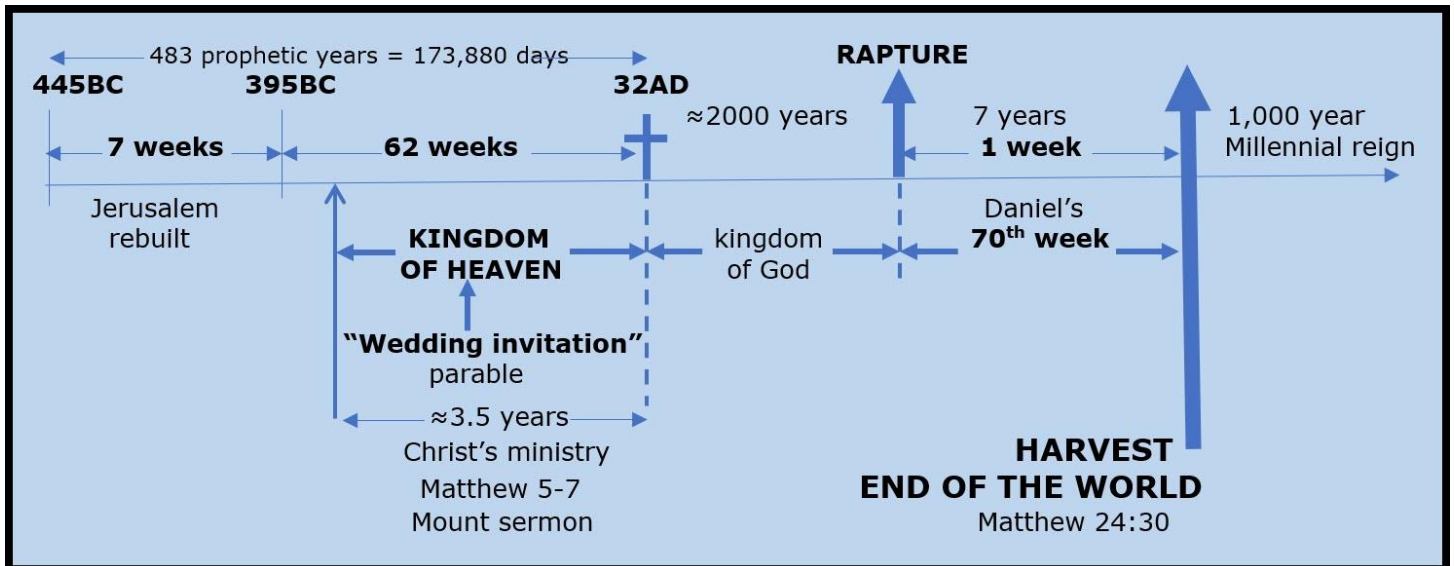 483 prophetic years = 173,880 days
445BC
395BC
32AD
RAPTURE
≈2000 years
7 years
1,000 year
7 weeks
62 weeks
1 week
Millennial reign
Jerusalem
rebuilt
KINGDOM
OF HEAVEN
kingdom
of God
Daniel’s
70th week
“Wedding invitation”
parable
≈3.5 years
Christ’s ministry
Matthew 5-7
Mount sermon
HARVEST
END OF THE WORLD
Matthew 24:30